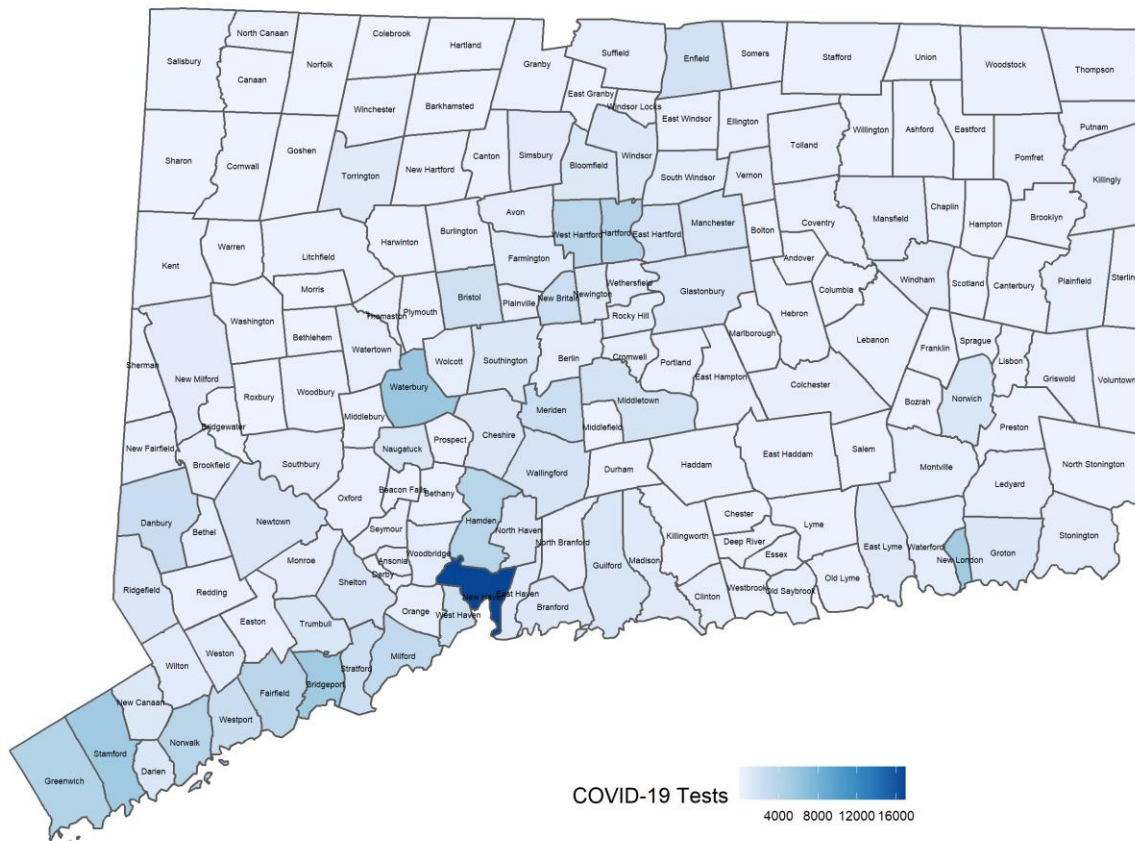 North Canaan
Colebrook
Hartland
Salisbury
Norfolk
Canaan
Granby
Suffield
Enfield
Somers
Stafford
Union
Woodstock
Thompson
East Granby
Windsor Locks
Winchester
Barkhamsted
East Windsor
Ellington
Willington
Ashford
Eastford
Putnam
Sharon
Cornwall
Goshen
Torrington
New Hartford
Canton
Simsbury
Bloomfield
Windsor
South Windsor
Vernon
Tolland
Pomfret
Killingly
Avon
West Hartford
Hartford
East Hartford
Manchester
Bolton
Coventry
Mansfield
Chaplin
Hampton
Brooklyn
Kent
Warren
Litchfield
Harwinton
Burlington
Farmington
Andover
Columbia
Windham
Scotland
Canterbury
Plainfield
Sterlin
Morris
Bristol
Plainville
New Britain
Newington
Wethersfield
Rocky Hill
Glastonbury
Hebron
Marlborough
Lebanon
Washington
Bethlehem
Thomaston
Plymouth
Watertown
Wolcott
Southington
Berlin
Cromwell
Portland
East Hampton
Colchester
Franklin
Sprague
Lisbon
Griswold
Voluntown
Sherman
New Milford
Roxbury
Woodbury
Waterbury
Middlebury
Meriden
Middletown
Middlefield
Bozrah
Norwich
Preston
Bridgewater
New Fairfield
Brookfield
Southbury
Naugatuck
Prospect
Cheshire
Wallingford
Durham
Haddam
East Haddam
Salem
Montville
Ledyard
North Stonington
Danbury
Bethel
Newtown
Oxford
Beacon Falls
Bethany
Seymour
Hamden
North Haven
North Branford
Guilford
Madison
Killingworth
Chester
Deep River
Essex
Lyme
East Lyme
Waterford
New London
Groton
Stonington
Ridgefield
Redding
Monroe
Shelton
Ansonia
Derby
Woodbridge
Orange
New Haven
East Haven
West Haven
Branford
Clinton
Westbrook
Old Saybrook
Old Lyme
Easton
Trumbull
Milford
Stratford
Bridgeport
Fairfield
Weston
Wilton
New Canaan
Westport
Norwalk
Darien
Stamford
Greenwich
COVID-19 Tests
4000 8000 12000 16000